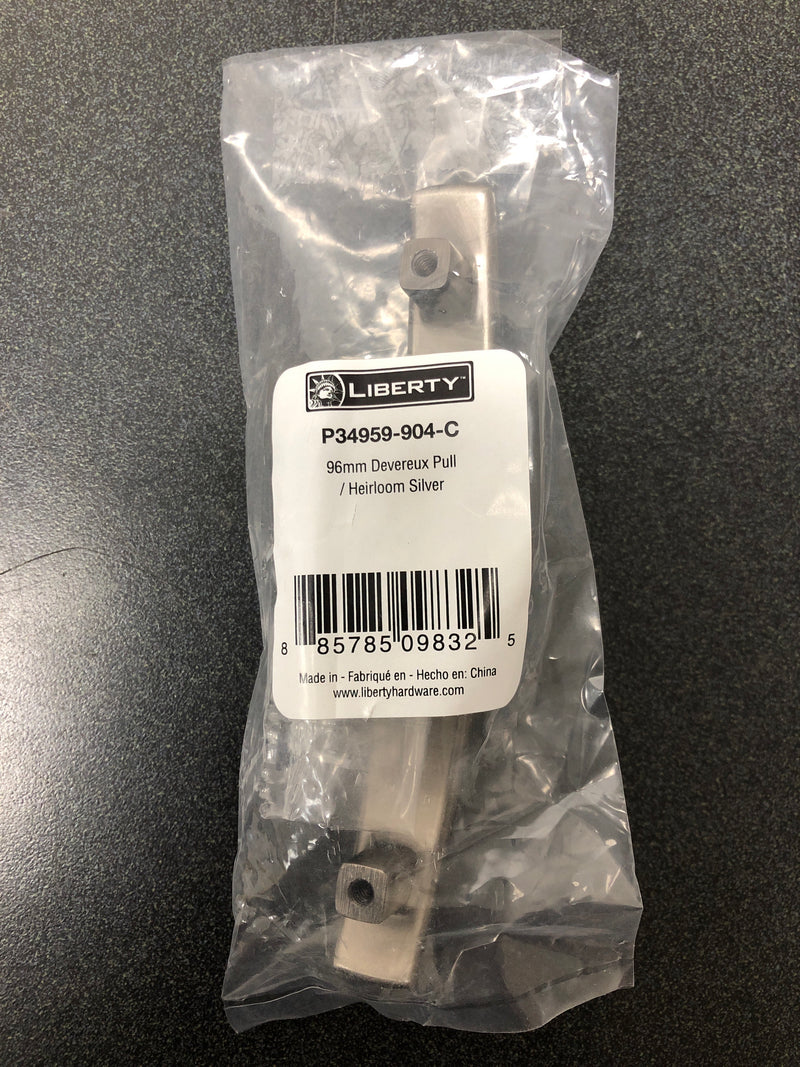 LIBERTY™
P34959-904-C
96mm Devereux Pull
/ Heirloom Silver
8 85785 09832 5
Made in - Fabriqué en - Hecho en: China
www.libertyhardware.com